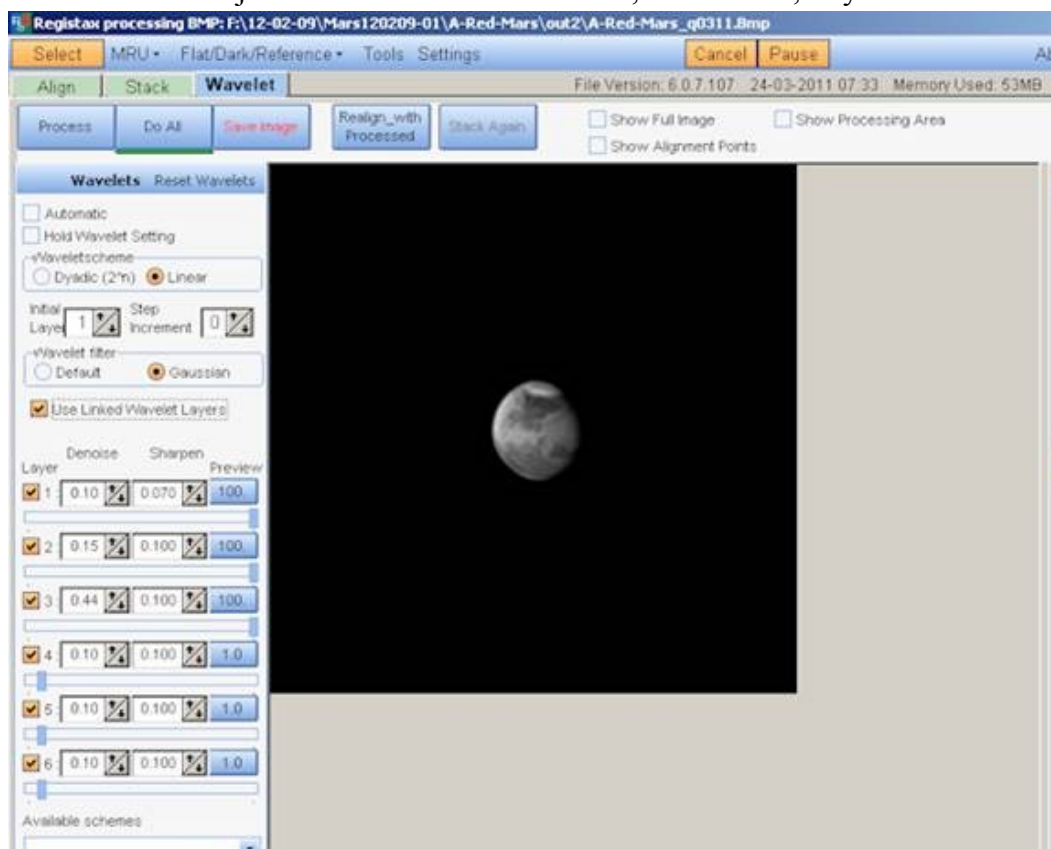 Registax processing BMP: F:\12-02-09\Mars120209-01\A-Red-Mars\out2\A-Red-Mars_q0311.Bmp
Select MRU Flat/Dark/Reference Tools Settings Cancel Pause
Align Stack Wavelet File Version: 6.0.7.107 24-03-2011 07:33 Memory Used: 53MB
Process Do All Save Image Realign_with Processed Stack Again Show Full Image Show Processing Area
Show Alignment Points
Wavelets Reset Wavelets
Automatic
Hold Wavelet Setting
Waveletscheme
Dyadic (2^n) Linear
Initial Layer 1 Step Increment 0
Wavelet filter
Default Gaussian
Use Linked Wavelet Layers
Denoise Sharpen
Layer Preview
1 : 0.10 0.070 100
2 : 0.15 0.100 100
3 : 0.44 0.100 100
4 : 0.10 0.100 1.0
5 : 0.10 0.100 1.0
6 : 0.10 0.100 1.0
Available schemes